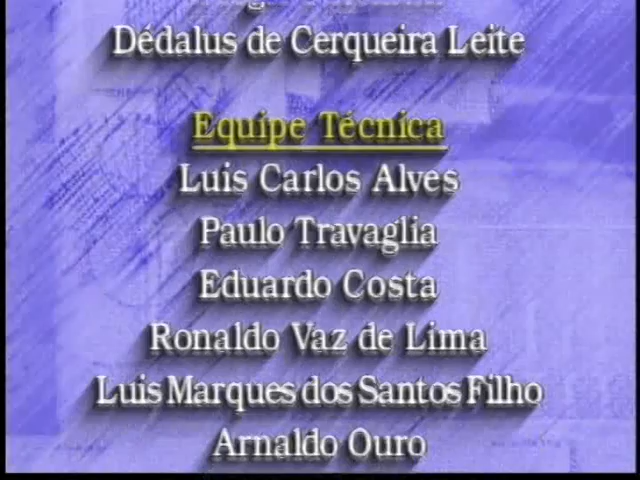 Dédalus de Cerqueira Leite
Equipe Técnica
Luis Carlos Alves
Paulo Travaglia
Eduardo Costa
Ronaldo Vaz de Lima
Luis Marques dos Santos Filho
Arnaldo Ouro